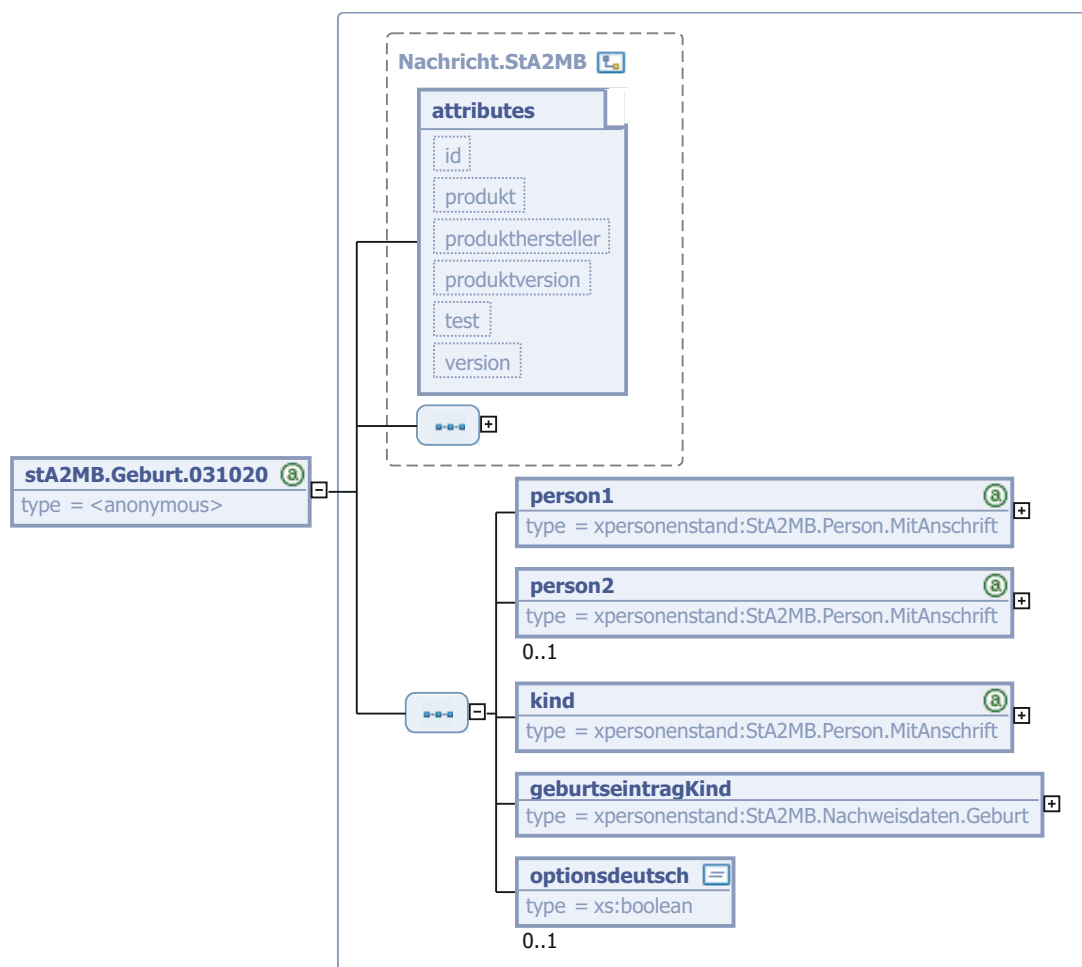 Nachricht.StA2MB
attributes
id
produkt
produkthersteller
produktversion
test
version
stA2MB.Geburt.031020
type = <anonymous>
person1
type = xpersonenstand:StA2MB.Person.MitAnschrift
person2
type = xpersonenstand:StA2MB.Person.MitAnschrift
0..1
kind
type = xpersonenstand:StA2MB.Person.MitAnschrift
geburtseintragKind
type = xpersonenstand:StA2MB.Nachweisdaten.Geburt
optionsdeutsch
type = xs:boolean
0..1